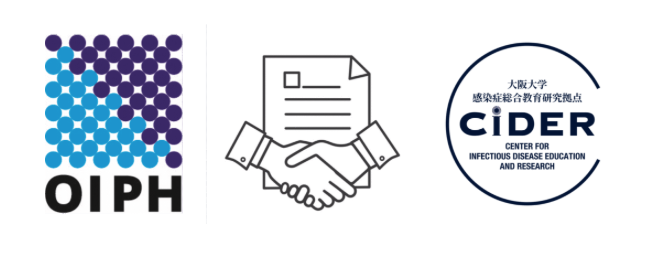 OIPH
大阪大学
感染症総合教育研究拠点
CiDER
CENTER FOR
INFECTIOUS DISEASE EDUCATION
AND RESEARCH